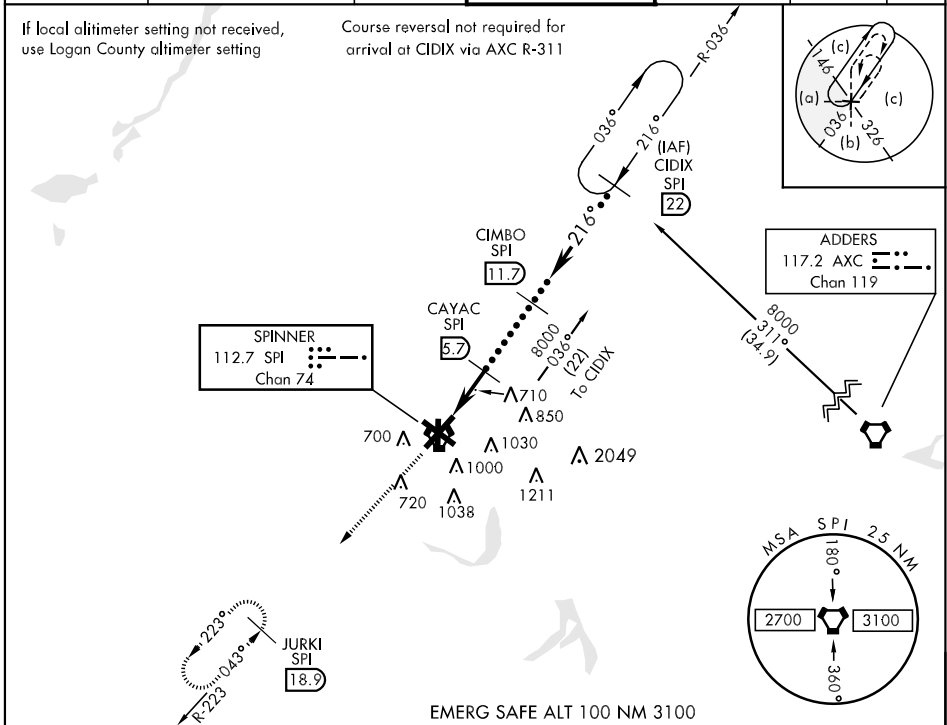 If local alitimeter setting not received,
use Logan County altimeter setting
Course reversal not required for
arrival at CIDIX via AXC R-311
R-036
036°
216°
(IAF)
CIDIX
SPI
22
216°
(c)
146
(a)
(c)
036
(b)
326
CIMBO
SPI
11.7
ADDERS
117.2 AXC
Chan 119
CAYAC
SPI
5.7
8000
036°
(22)
To CIDIX
8000
311°
(34.9)
SPINNER
112.7 SPI
Chan 74
710
850
700
1030
2049
1000
720
1038
1211
MSA SPI 25 NM
180°
2700
3100
360°
223°
043°
R-223
JURKI
SPI
18.9
EMERG SAFE ALT 100 NM 3100